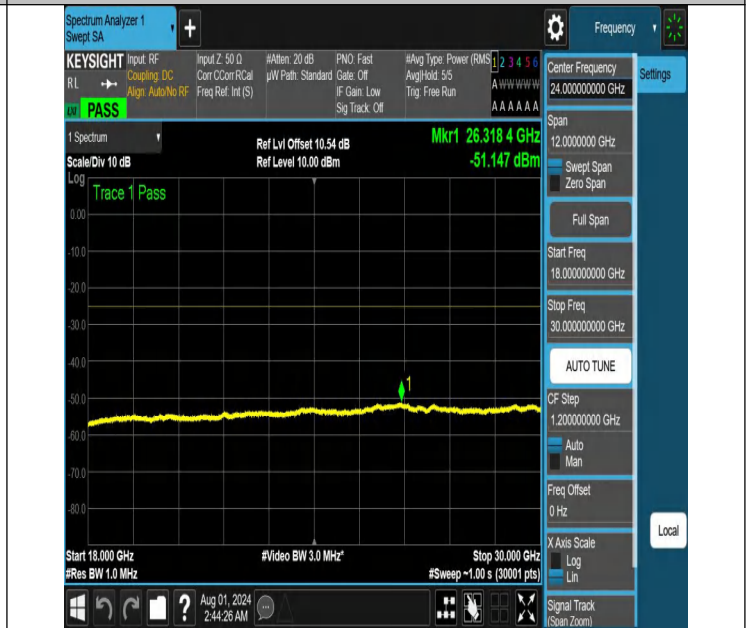 Spectrum Analyzer 1
Swept SA
+
Frequency
KEYSIGHT
RL
PASS
Input: RF
Coupling: DC
Align: Auto/No RF
Input Z: 50 Ω
Corr CCorr RCal
Freq Ref: Int (S)
#Atten: 20 dB
µW Path: Standard
PNO: Fast
Gate: Off
IF Gain: Low
Sig Track: Off
#Avg Type: Power (RMS
Avg|Hold: 5/5
Trig: Free Run
1 2 3 4 5 6
A W W W W W
A A A A A A
1 Spectrum
Scale/Div 10 dB
Ref Lvl Offset 10.54 dB
Ref Level 10.00 dBm
Mkr1 26.318 4 GHz
-51.147 dBm
Log
Trace 1 Pass
0.00
-10.0
-20.0
-30.0
-40.0
-50.0
-60.0
-70.0
-80.0
1
Start 18.000 GHz
#Res BW 1.0 MHz
#Video BW 3.0 MHz*
Stop 30.000 GHz
#Sweep ~1.00 s (30001 pts)
Center Frequency
24.000000000 GHz
Span
12.0000000 GHz
Swept Span
Zero Span
Full Span
Start Freq
18.000000000 GHz
Stop Freq
30.000000000 GHz
AUTO TUNE
CF Step
1.200000000 GHz
Auto
Man
Freq Offset
0 Hz
X Axis Scale
Log
Lin
Signal Track
(Span Zoom)
Settings
Local
?
Aug 01, 2024
2:44:26 AM